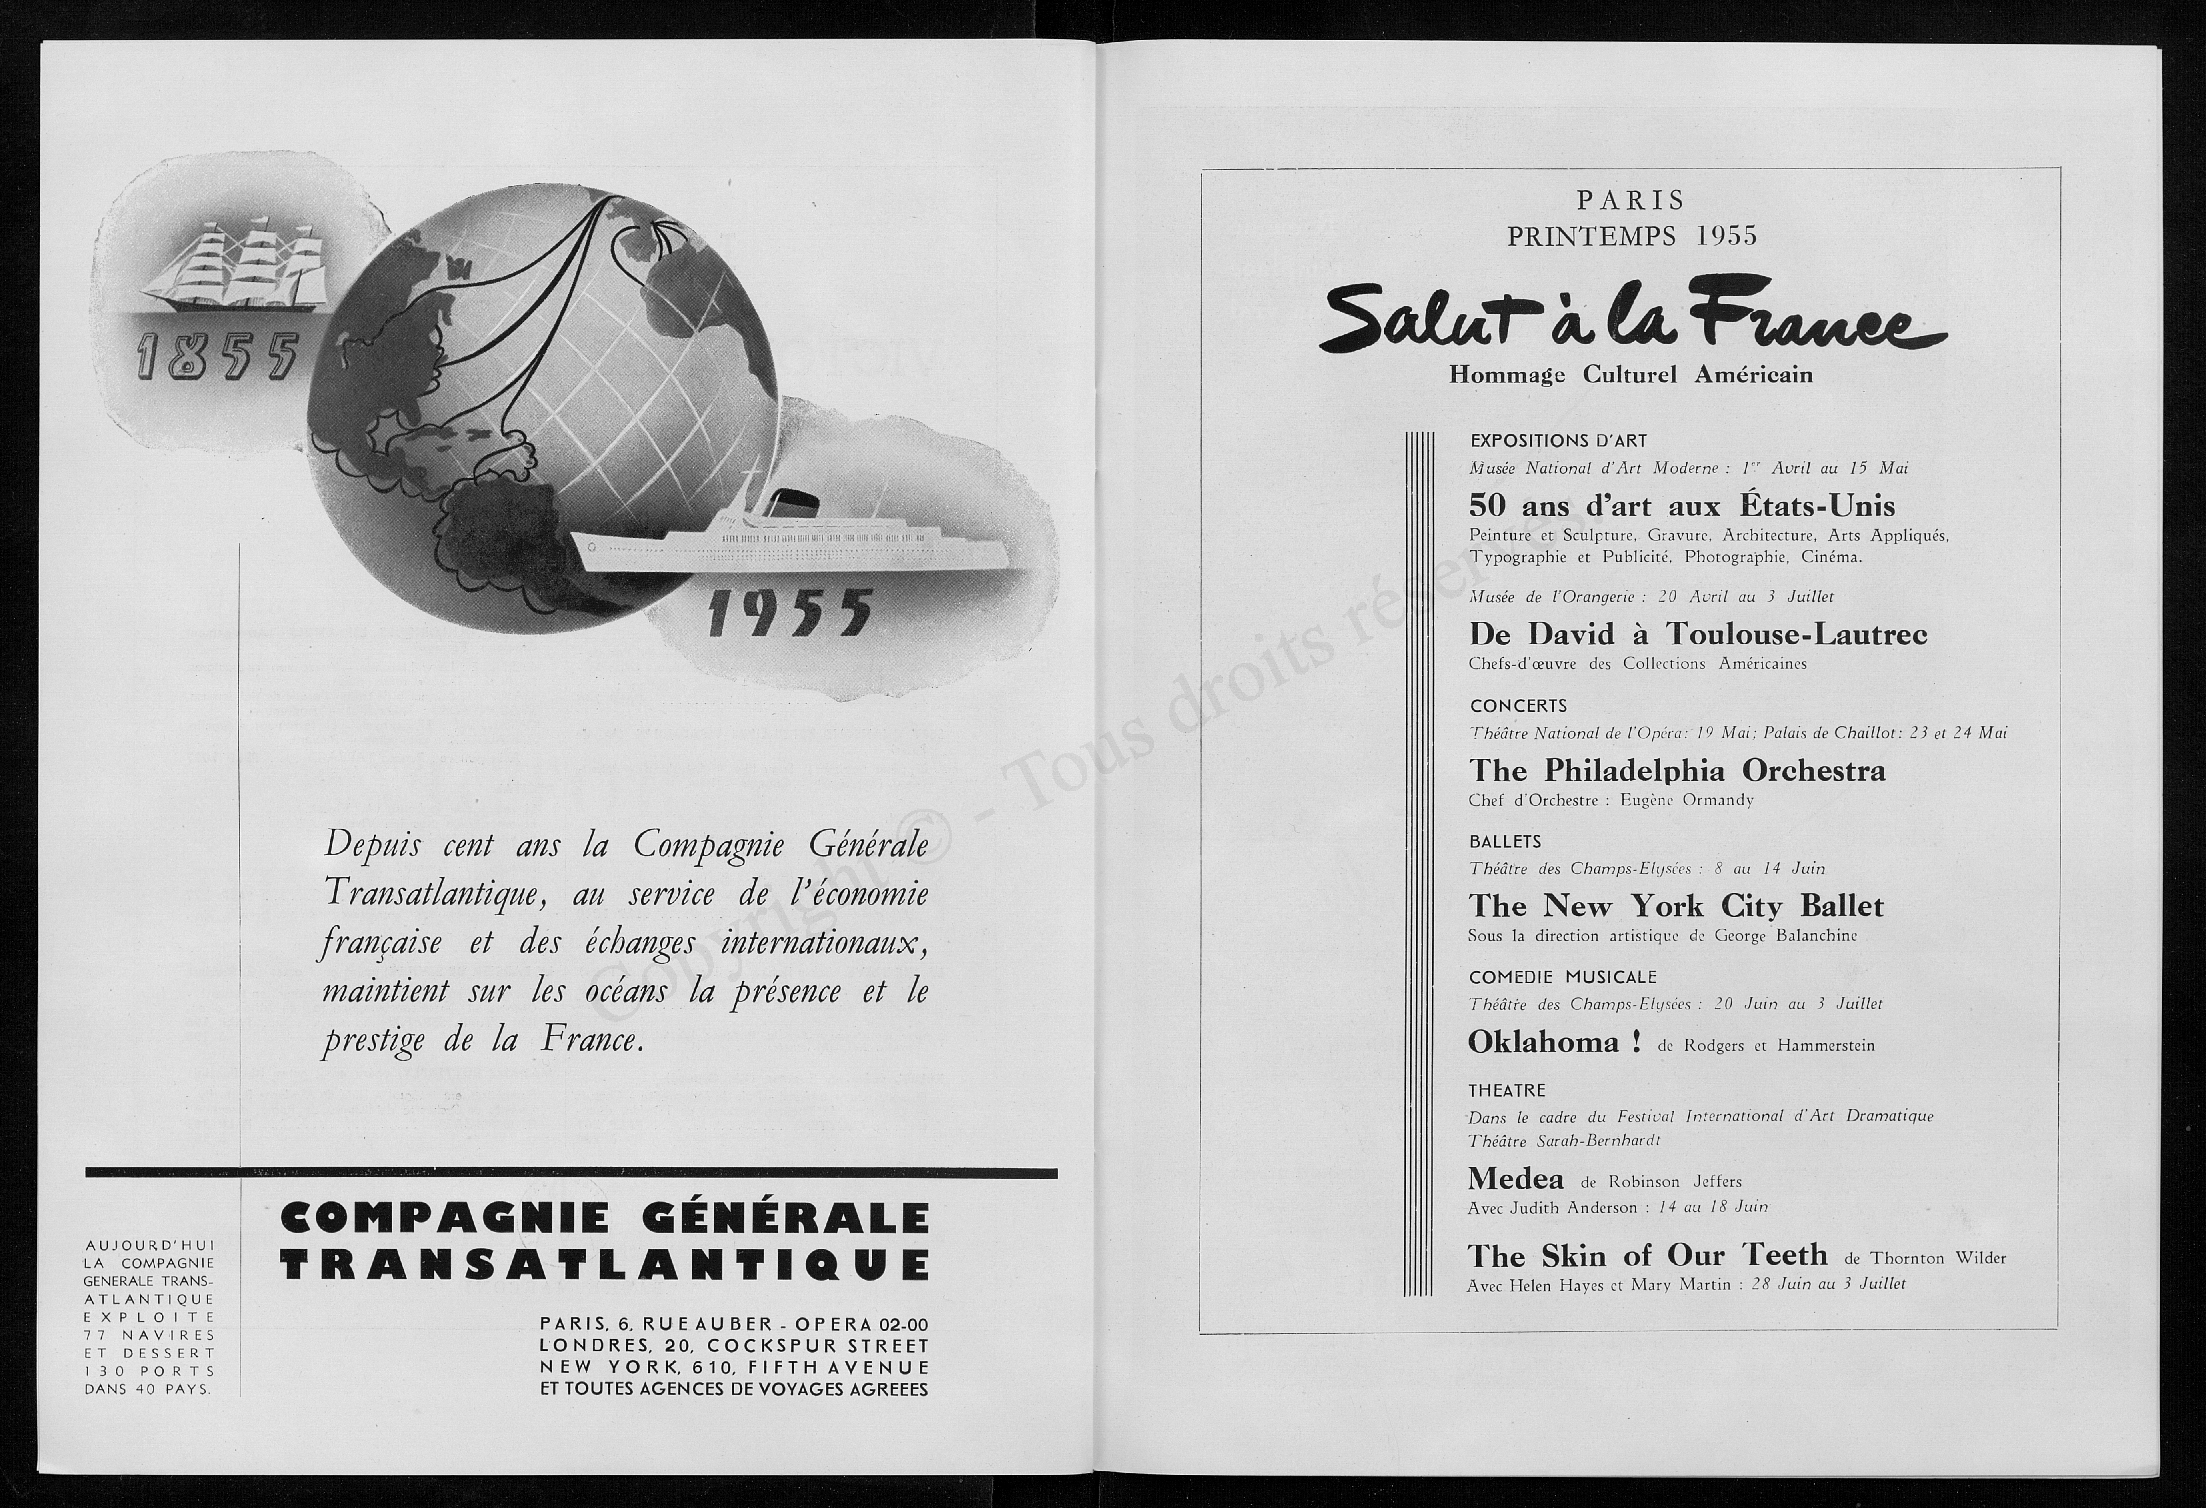 1855
1955
Depuis cent ans la Compagnie Générale
Transatlantique, au service de l'économie
française et des échanges internationaux,
maintient sur les océans la présence et le
prestige de la France.
COMPAGNIE GÉNÉRALE
TRANSATLANTIQUE
AUJOURD'HUI
LA COMPAGNIE
GENERALE TRANS-
ATLANTIQUE
EXPLOITE
77 NAVIRES
ET DESSERT
130 PORTS
DANS 40 PAYS.
PARIS, 6, RUE AUBER - OPERA 02-00
LONDRES, 20, COCKSPUR STREET
NEW YORK, 610, FIFTH AVENUE
ET TOUTES AGENCES DE VOYAGES AGREEES
PARIS
PRINTEMPS 1955
Salut à la France
Hommage Culturel Américain
EXPOSITIONS D'ART
Musée National d'Art Moderne : 1er Avril au 15 Mai
50 ans d'art aux États-Unis
Peinture et Sculpture, Gravure, Architecture, Arts Appliqués,
Typographie et Publicité, Photographie, Cinéma.
Musée de l'Orangerie : 20 Avril au 3 Juillet
De David à Toulouse-Lautrec
Chefs-d'œuvre des Collections Américaines
CONCERTS
Théâtre National de l'Opéra: 19 Mai; Palais de Chaillot: 23 et 24 Mai
The Philadelphia Orchestra
Chef d'Orchestre : Eugène Ormandy
BALLETS
Théâtre des Champs-Elysées : 8 au 14 Juin
The New York City Ballet
Sous la direction artistique de George Balanchine
COMEDIE MUSICALE
Théâtre des Champs-Elysées : 20 Juin au 3 Juillet
Oklahoma ! de Rodgers et Hammerstein
THEATRE
Dans le cadre du Festival International d'Art Dramatique
Théâtre Sarah-Bernhardt
Medea de Robinson Jeffers
Avec Judith Anderson : 14 au 18 Juin
The Skin of Our Teeth de Thornton Wilder
Avec Helen Hayes et Mary Martin : 28 Juin au 3 Juillet
Copyright © - Tous droits réservés.